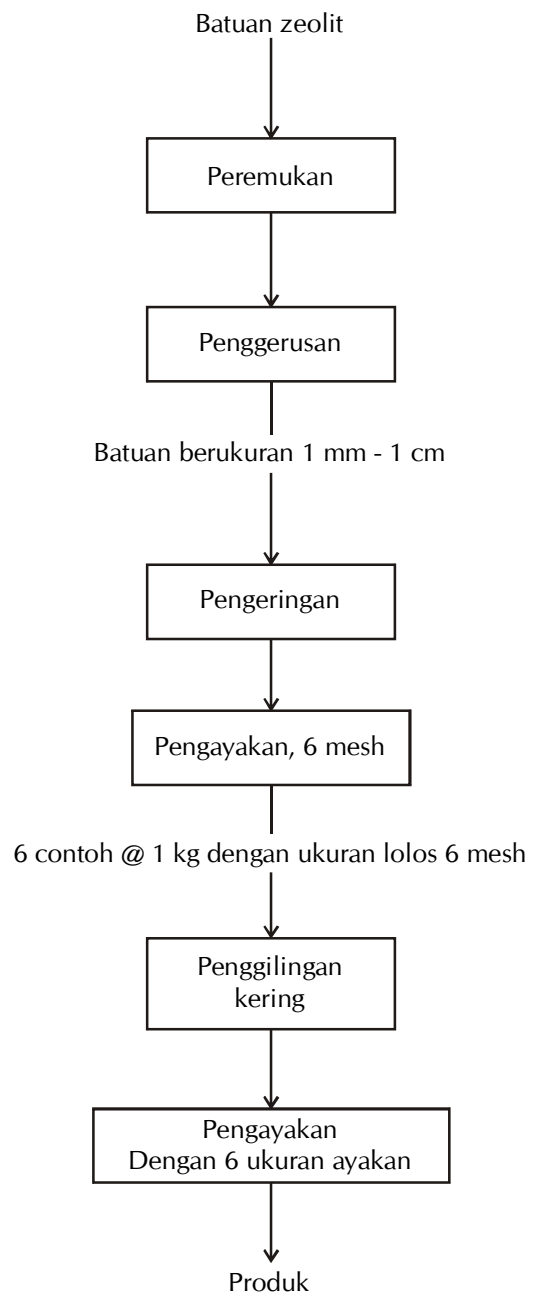 Batuan zeolit
Peremukan
Penggerusan
Batuan berukuran 1 mm - 1 cm
Pengeringan
Pengayakan, 6 mesh
6 contoh @ 1 kg dengan ukuran lolos 6 mesh
Penggilingan
kering
Pengayakan
Dengan 6 ukuran ayakan
Produk